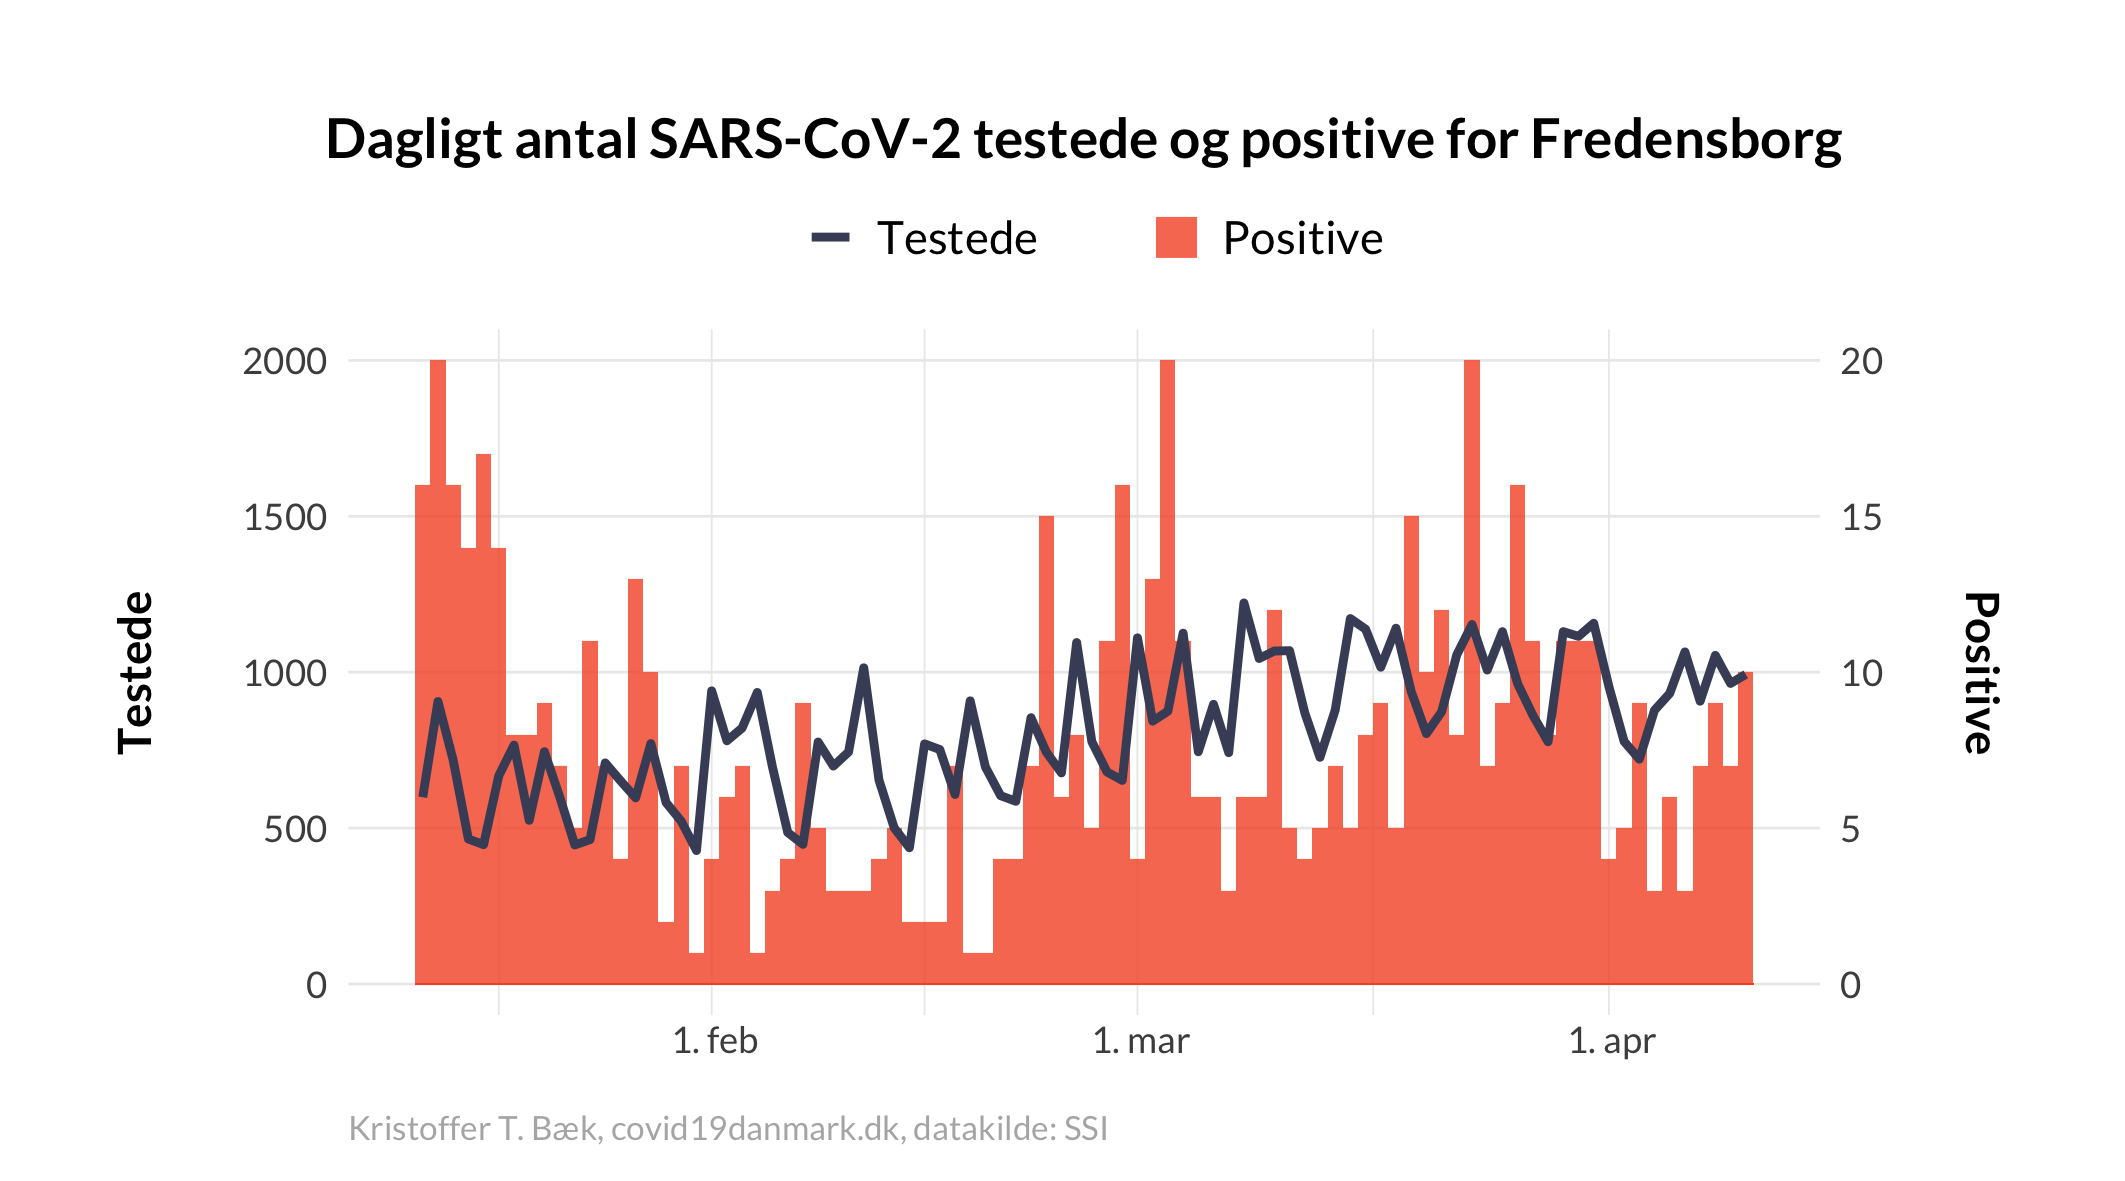 Dagligt antal SARS-CoV-2 testede og positive for Fredensborg
Testede Positive
2000 20
1500 15
1000 10
500 5
0 0
Testede
Positive
1. feb 1. mar 1. apr
Kristoffer T. Bæk, covid19danmark.dk, datakilde: SSI